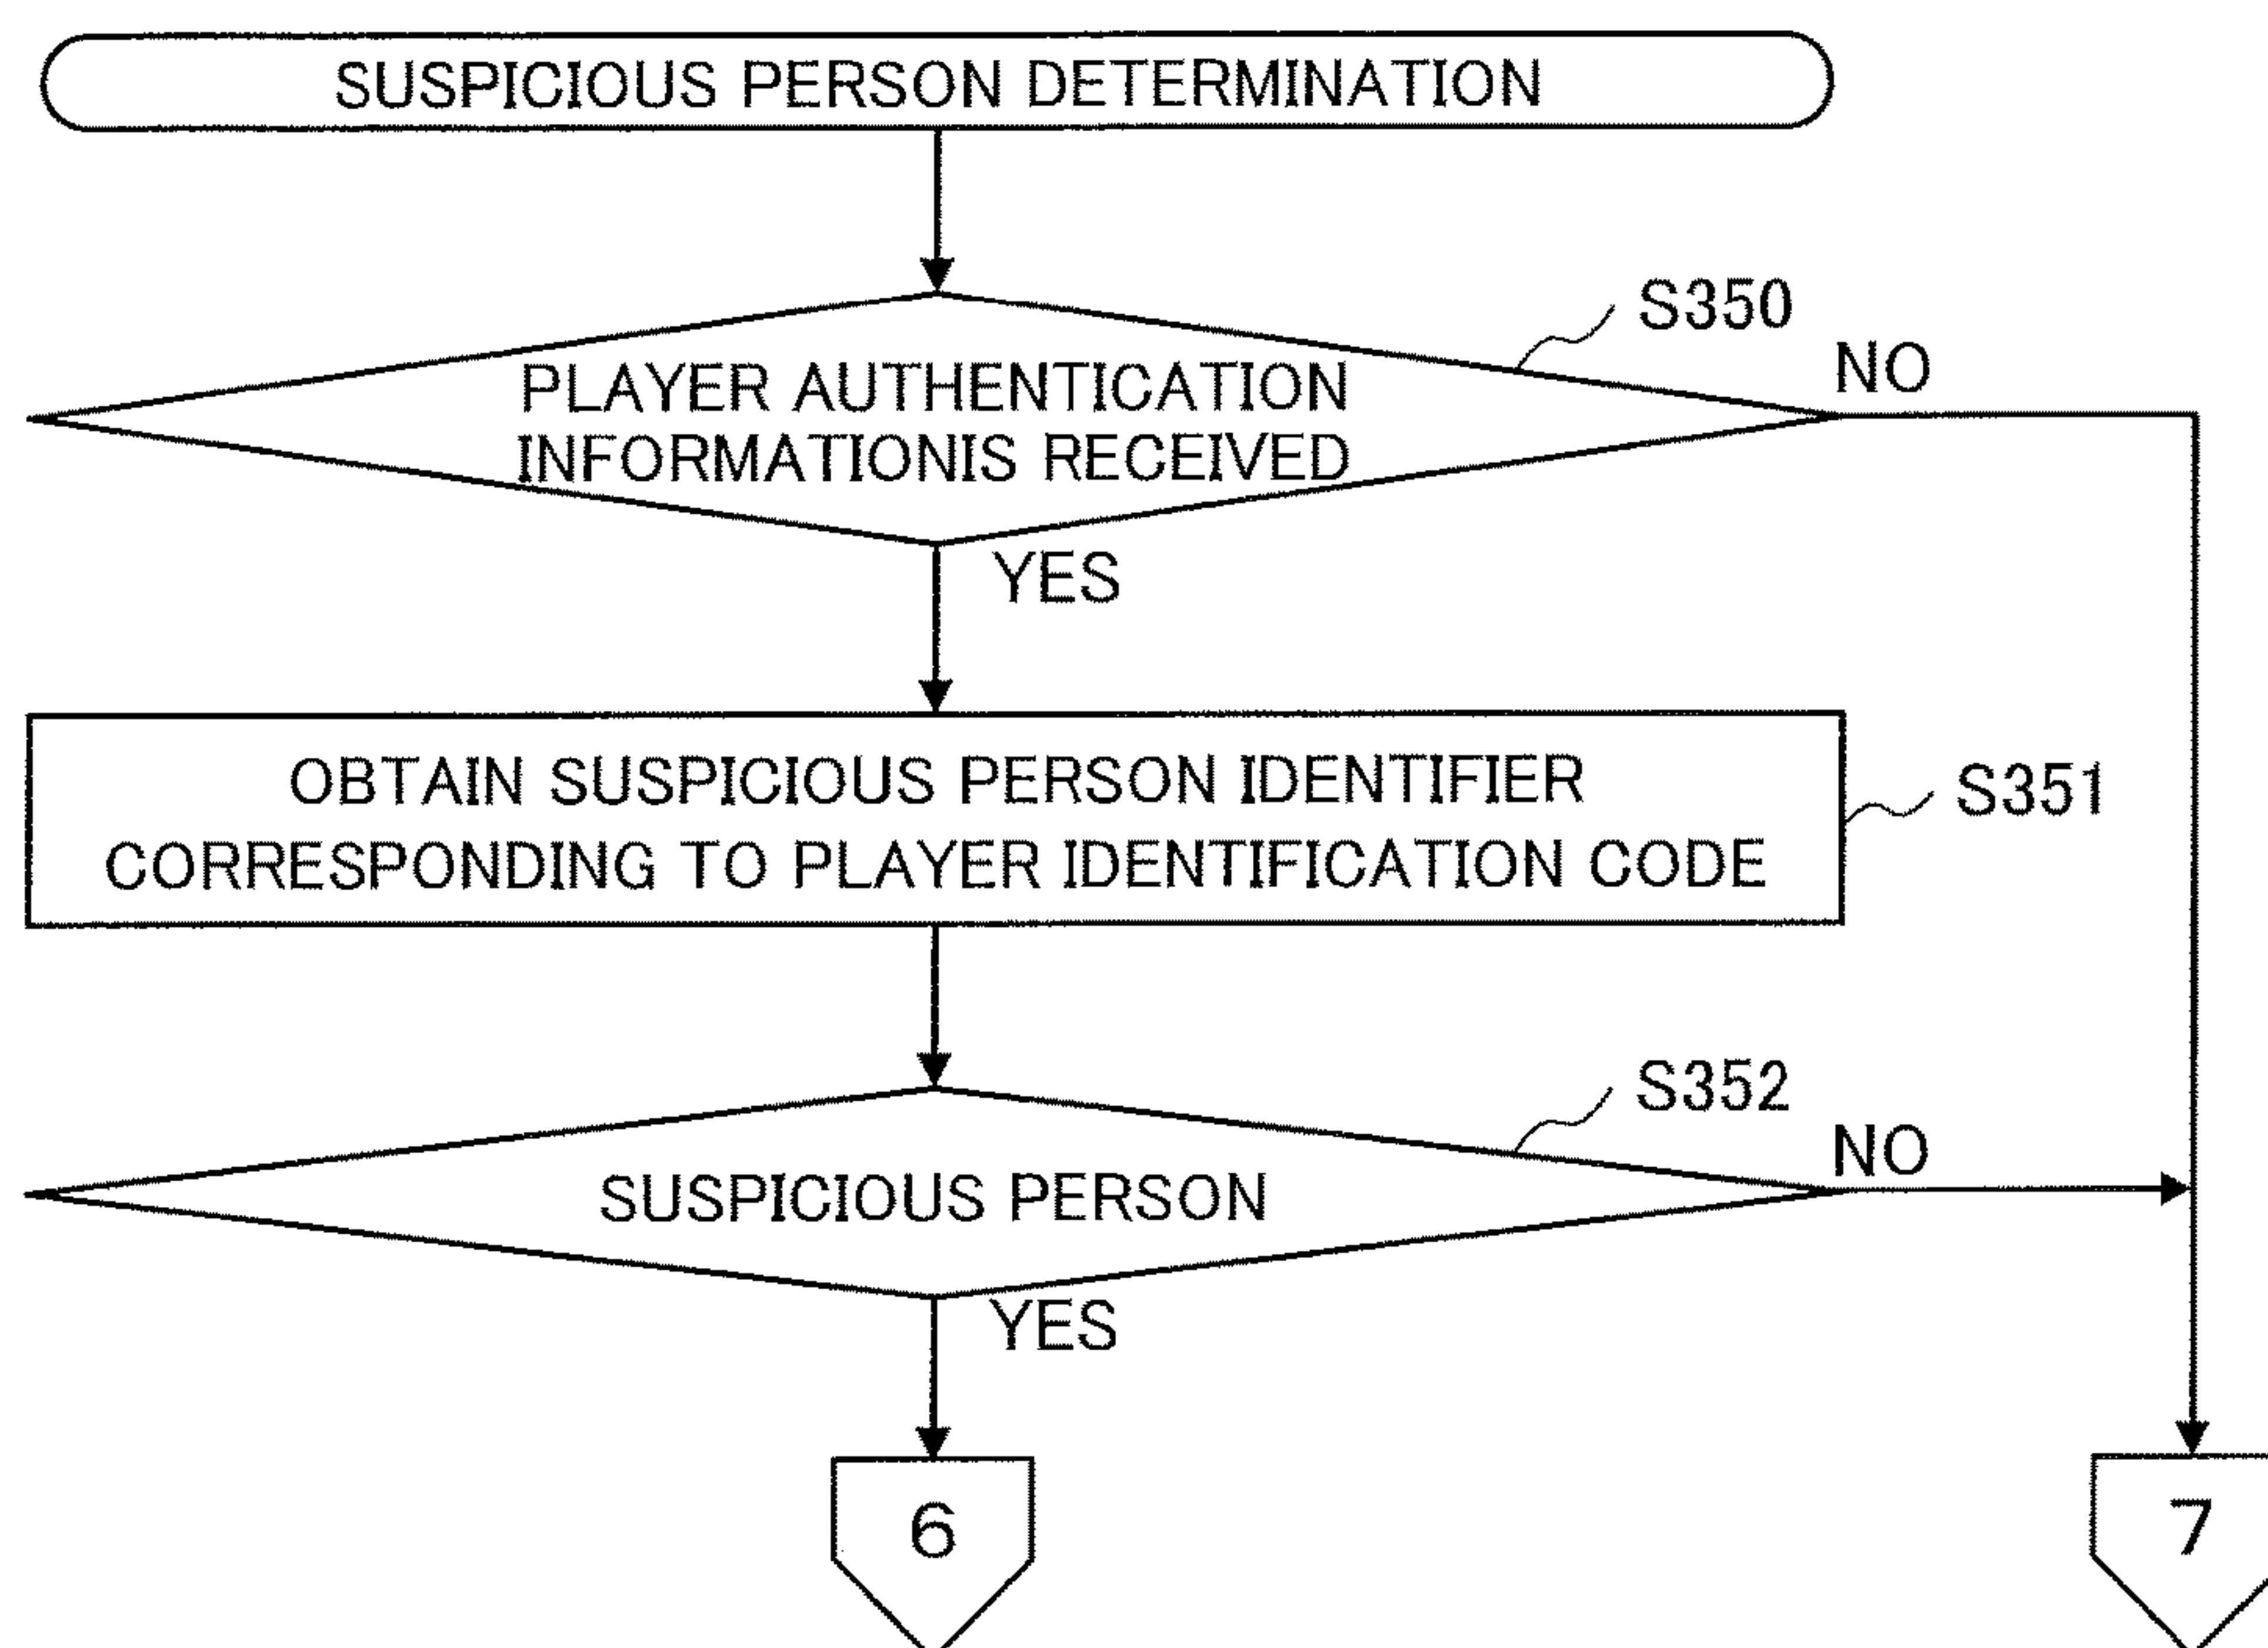 SUSPICIOUS PERSON DETERMINATION
S350
NO
PLAYER AUTHENTICATION
INFORMATIONIS RECEIVED
YES
OBTAIN SUSPICIOUS PERSON IDENTIFIER
CORRESPONDING TO PLAYER IDENTIFICATION CODE
S351
S352
NO
SUSPICIOUS PERSON
YES
6
7